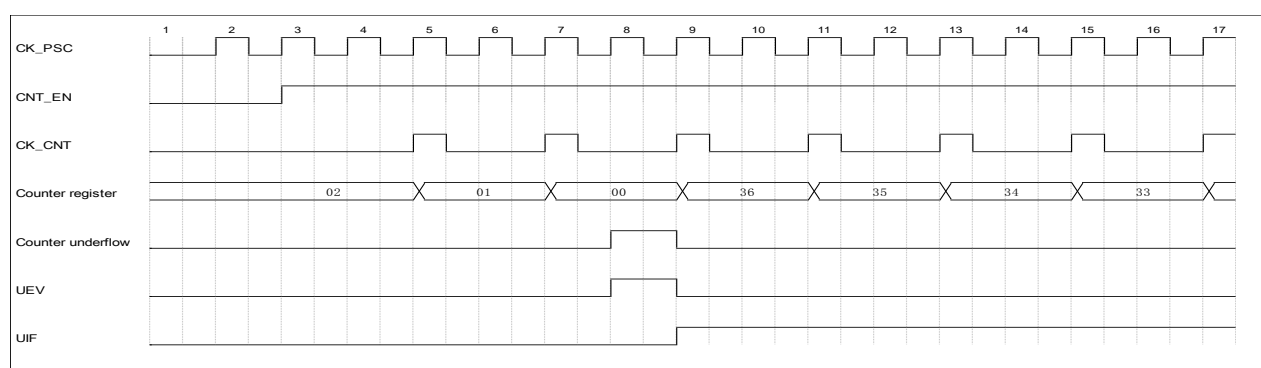 1 2 3 4 5 6 7 8 9 10 11 12 13 14 15 16 17
CK_PSC
CNT_EN
CK_CNT
Counter register 02 01 00 36 35 34 33
Counter underflow
UEV
UIF